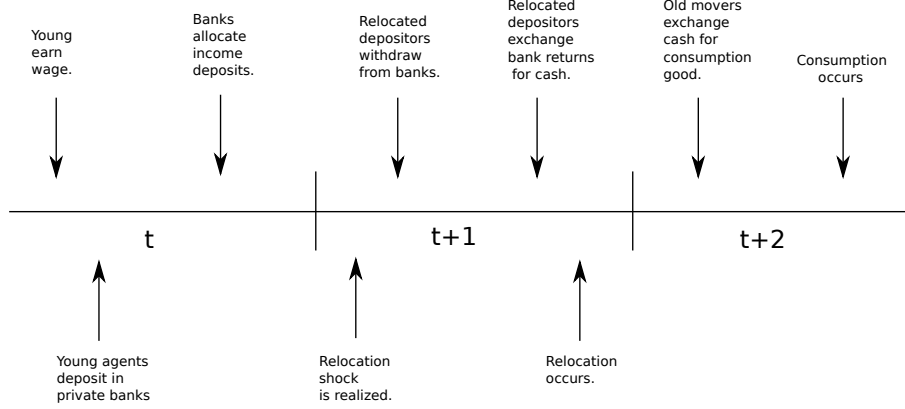 Young
earn
wage.
Banks
allocate
income
deposits.
Relocated
depositors
withdraw
from banks.
Relocated
depositors
exchange
bank returns
for cash.
Old movers
exchange
cash for
consumption
good.
Consumption
occurs
t
t+1
t+2
Young agents
deposit in
private banks
Relocation
shock
is realized.
Relocation
occurs.